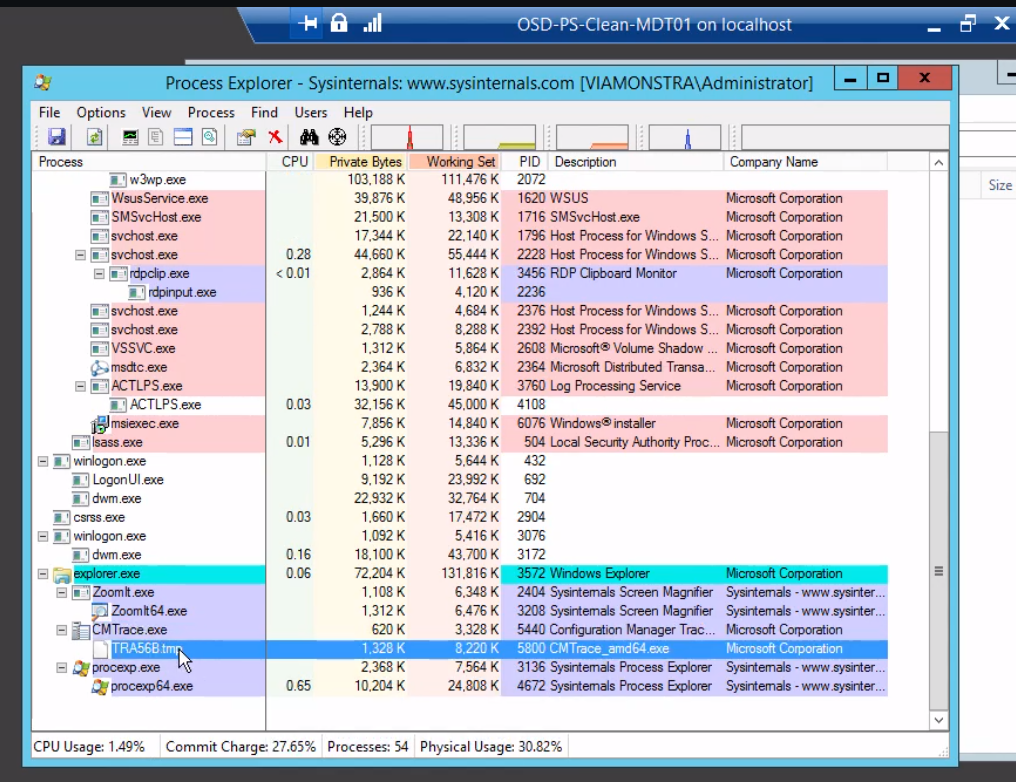 OSD-PS-Clean-MDT01 on localhost
Process Explorer - Sysinternals: www.sysinternals.com [VIAMONSTRA\Administrator]
File Options View Process Find Users Help
Process CPU Private Bytes Working Set PID Description Company Name
Size
w3wp.exe 103,188 K 111,476 K 2072
WsusService.exe 39,876 K 48,956 K 1620 WSUS Microsoft Corporation
SMSvcHost.exe 21,500 K 13,308 K 1716 SMSvcHost.exe Microsoft Corporation
svchost.exe 17,344 K 22,140 K 1796 Host Process for Windows S... Microsoft Corporation
svchost.exe 0.28 44,660 K 55,444 K 2228 Host Process for Windows S... Microsoft Corporation
rdpclip.exe < 0.01 2,864 K 11,628 K 3456 RDP Clipboard Monitor Microsoft Corporation
rdpinput.exe 936 K 4,120 K 2236
svchost.exe 1,244 K 4,684 K 2376 Host Process for Windows S... Microsoft Corporation
svchost.exe 2,788 K 8,288 K 2392 Host Process for Windows S... Microsoft Corporation
VSSVC.exe 1,312 K 5,864 K 2608 Microsoft® Volume Shadow ... Microsoft Corporation
msdtc.exe 2,364 K 6,832 K 2364 Microsoft Distributed Transa... Microsoft Corporation
ACTLPS.exe 13,900 K 19,840 K 3760 Log Processing Service Microsoft Corporation
ACTLPS.exe 0.03 32,156 K 45,000 K 4108
msiexec.exe 7,856 K 14,840 K 6076 Windows® installer Microsoft Corporation
lsass.exe 0.01 5,296 K 13,336 K 504 Local Security Authority Proc... Microsoft Corporation
winlogon.exe 1,128 K 5,644 K 432
LogonUI.exe 9,192 K 23,992 K 692
dwm.exe 22,932 K 32,764 K 704
csrss.exe 0.03 1,660 K 17,472 K 2904
winlogon.exe 1,092 K 5,416 K 3076
dwm.exe 0.16 18,100 K 43,700 K 3172
explorer.exe 0.06 72,204 K 131,816 K 3572 Windows Explorer Microsoft Corporation
ZoomIt.exe 1,108 K 6,348 K 2404 Sysinternals Screen Magnifier Sysinternals - www.sysinter...
ZoomIt64.exe 1,312 K 6,476 K 3208 Sysinternals Screen Magnifier Sysinternals - www.sysinter...
CMTrace.exe 620 K 3,328 K 5440 Configuration Manager Trac... Microsoft Corporation
TRA56B.tmp 1,328 K 8,220 K 5800 CMTrace_amd64.exe Microsoft Corporation
procexp.exe 2,368 K 7,564 K 3136 Sysinternals Process Explorer Sysinternals - www.sysinter...
procexp64.exe 0.65 10,204 K 24,808 K 4672 Sysinternals Process Explorer Sysinternals - www.sysinter...
CPU Usage: 1.49% Commit Charge: 27.65% Processes: 54 Physical Usage: 30.82%